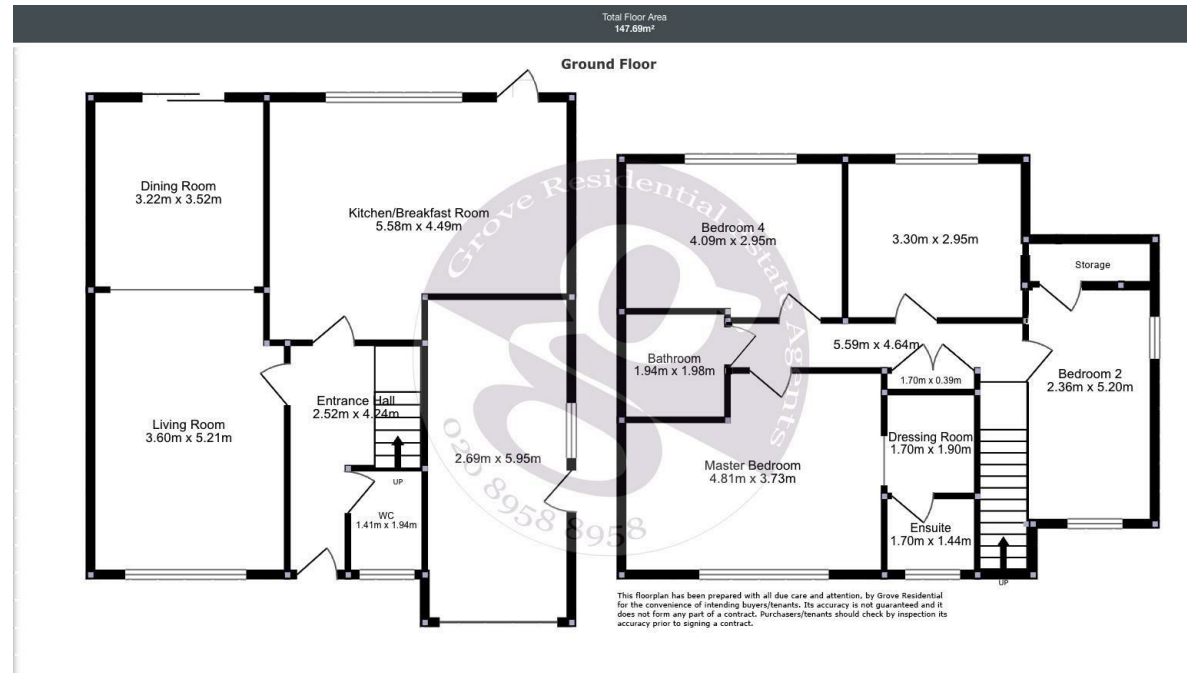 Total Floor Area
147.69m²
Ground Floor
Dining Room
3.22m x 3.52m
Kitchen/Breakfast Room
5.58m x 4.49m
Living Room
3.60m x 5.21m
Entrance Hall
2.52m x 4.24m
UP
WC
1.41m x 1.94m
2.69m x 5.95m
Bedroom 4
4.09m x 2.95m
3.30m x 2.95m
Storage
Bathroom
1.94m x 1.98m
5.59m x 4.64m
1.70m x 0.39m
Bedroom 2
2.36m x 5.20m
Dressing Room
1.70m x 1.90m
Master Bedroom
4.81m x 3.73m
Ensuite
1.70m x 1.44m
UP
Grove Residential Estate Agents
020 8958 8958
This floorplan has been prepared with all due care and attention, by Grove Residential
for the convenience of intending buyers/tenants. Its accuracy is not guaranteed and it
does not form any part of a contract. Purchasers/tenants should check by inspection its
accuracy prior to signing a contract.